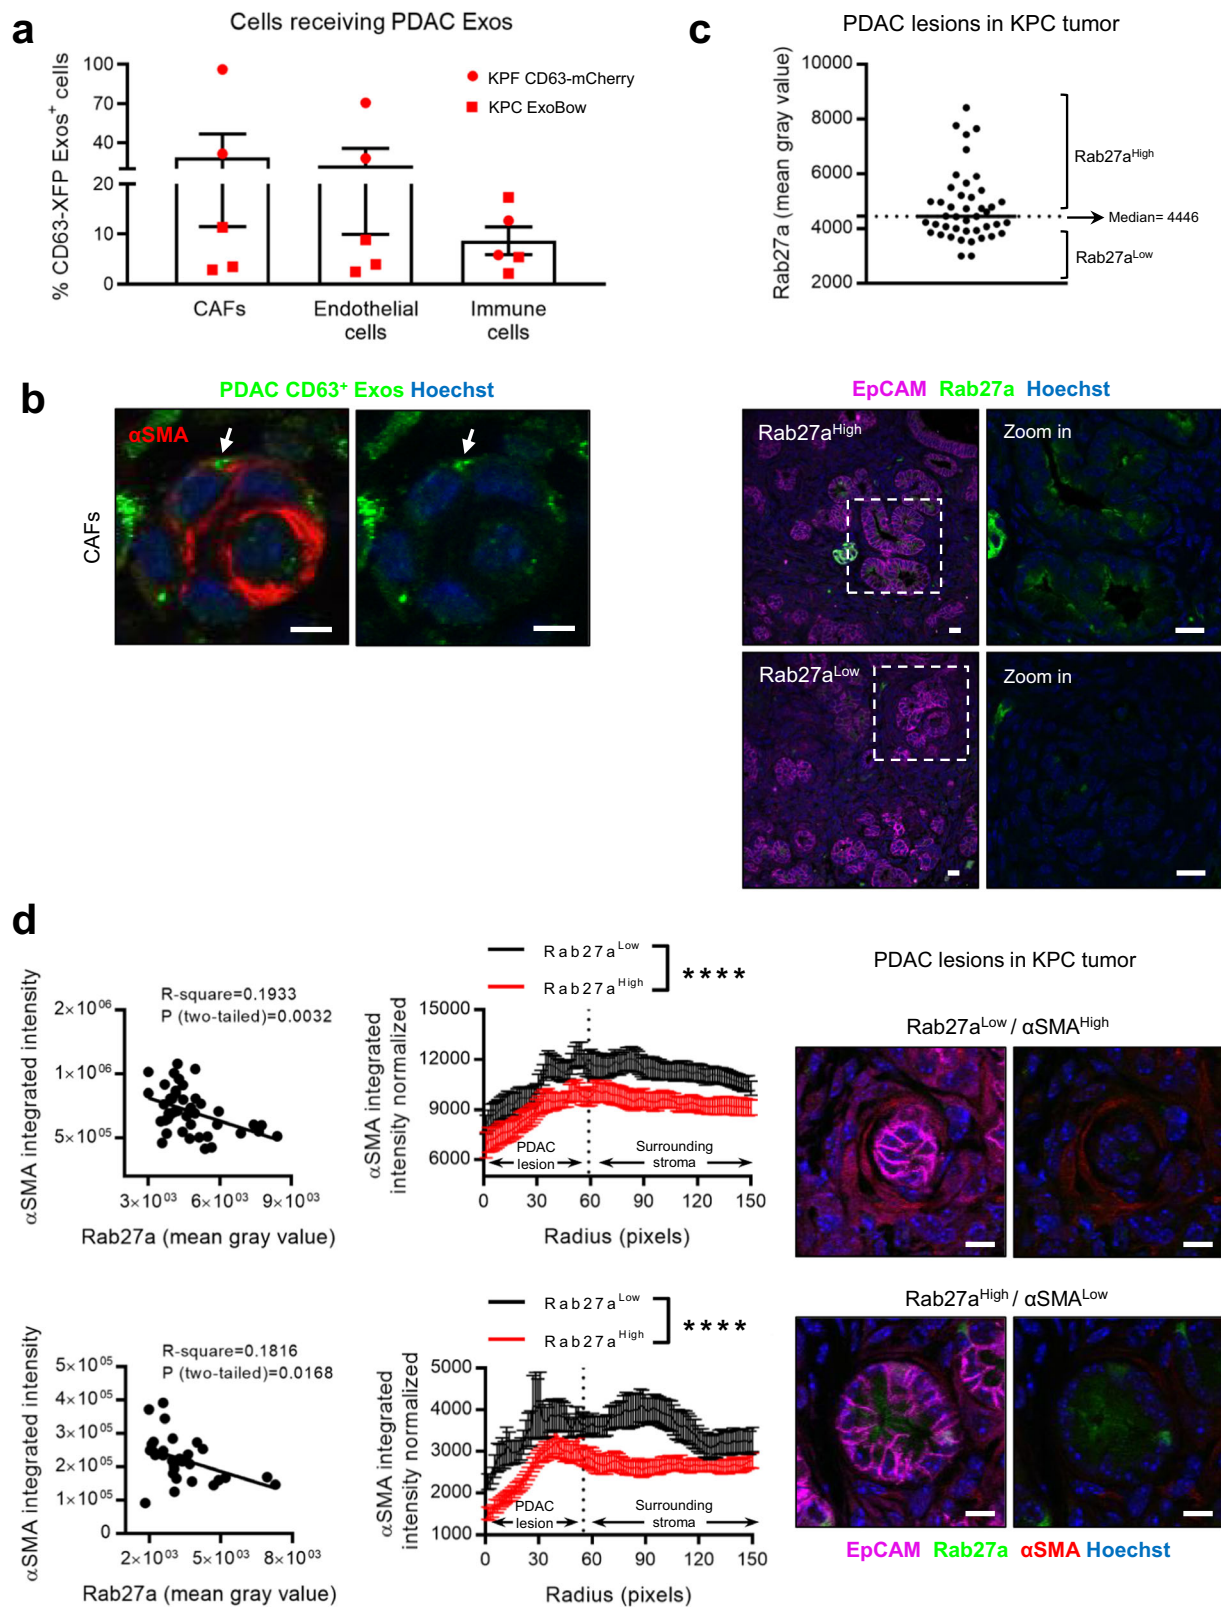 a
Cells receiving PDAC Exos
% CD63-XFP Exos⁺ cells
100
70
40
20
10
0
KPF CD63-mCherry
KPC ExoBow
CAFs
Endothelial
cells
Immune
cells
c
PDAC lesions in KPC tumor
Rab27a (mean gray value)
10000
8000
6000
4000
2000
Rab27aHigh
Median= 4446
Rab27aLow
b
PDAC CD63⁺ Exos Hoechst
αSMA
CAFs
EpCAM Rab27a Hoechst
Rab27aHigh
Zoom in
Rab27aLow
Zoom in
d
αSMA integrated intensity
R-square=0.1933
P (two-tailed)=0.0032
2×10⁰⁶
1×10⁰⁶
5×10⁰⁵
3×10⁰³ 6×10⁰³ 9×10⁰³
Rab27a (mean gray value)
Rab27aLow
Rab27aHigh
****
αSMA integrated
intensity normalized
15000
12000
9000
6000
PDAC
lesion
Surrounding
stroma
0 30 60 90 120 150
Radius (pixels)
PDAC lesions in KPC tumor
Rab27aLow / αSMAHigh
αSMA integrated intensity
R-square=0.1816
P (two-tailed)=0.0168
5×10⁰⁵
4×10⁰⁵
3×10⁰⁵
2×10⁰⁵
1×10⁰⁵
0
2×10⁰³ 5×10⁰³ 8×10⁰³
Rab27a (mean gray value)
Rab27aLow
Rab27aHigh
****
αSMA integrated
intensity normalized
5000
4000
3000
2000
1000
PDAC
lesion
Surrounding
stroma
0 30 60 90 120 150
Radius (pixels)
Rab27aHigh / αSMALow
EpCAM Rab27a αSMA Hoechst